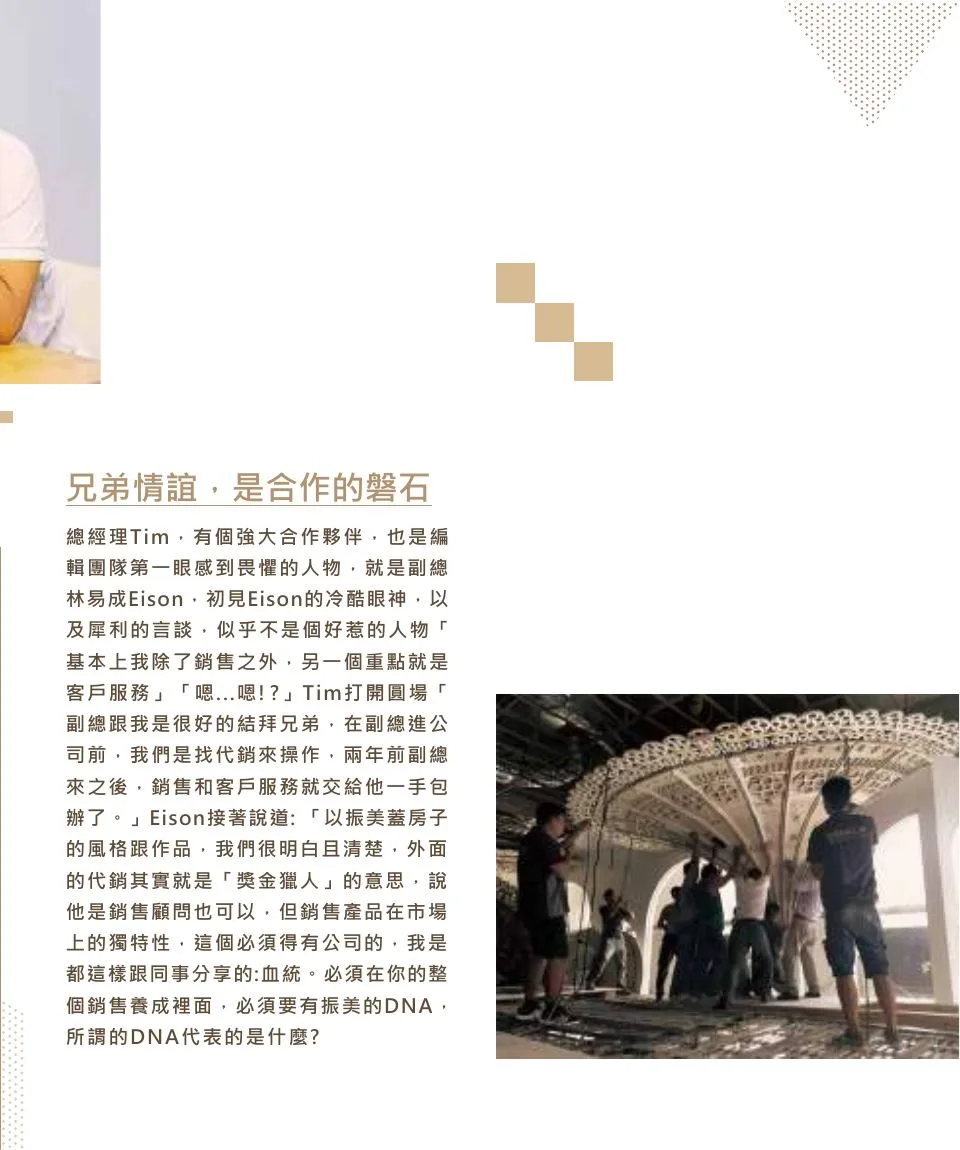 兄弟情誼，是合作的磐石
總經理Tim，有個強大合作夥伴，也是編
輯團隊第一眼感到畏懼的人物，就是副總
林易成Eison，初見Eison的冷酷眼神，以
及犀利的言談，似乎不是個好惹的人物「
基本上我除了銷售之外，另一個重點就是
客戶服務」「嗯...嗯!？」Tim打開圓場「
副總跟我是很好的結拜兄弟，在副總進公
司前，我們是找代銷來操作，兩年前副總
來之後，銷售和客戶服務就交給他一手包
辦了。」Eison接著說道:「以振美蓋房子
的風格跟作品，我們很明白且清楚，外面
的代銷其實就是「獎金獵人」的意思，說
他是銷售顧問也可以，但銷售產品在市場
上的獨特性，這個必須得有公司的，我是
都這樣跟同事分享的:血統。必須在你的整
個銷售養成裡面，必須要有振美的DNA，
所謂的DNA代表的是什麼?